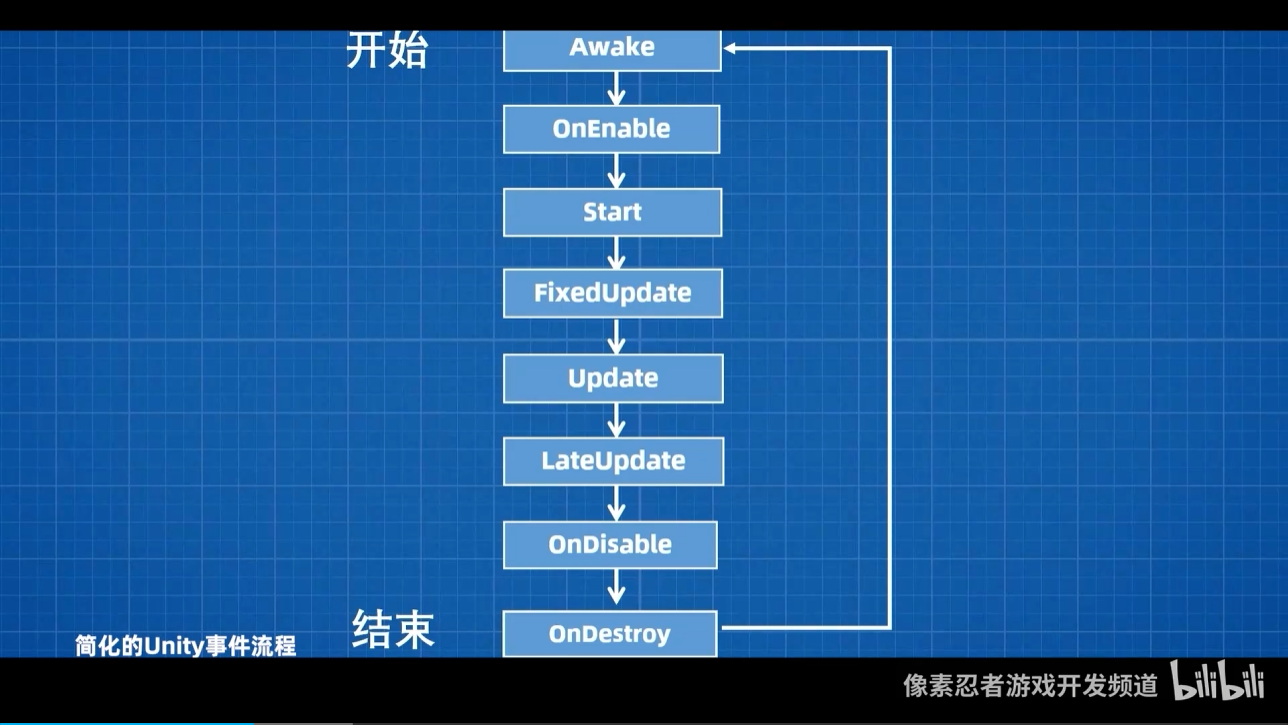 开始
Awake
OnEnable
Start
FixedUpdate
Update
LateUpdate
OnDisable
结束
OnDestroy
简化的Unity事件流程
像素忍者游戏开发频道 bilibili